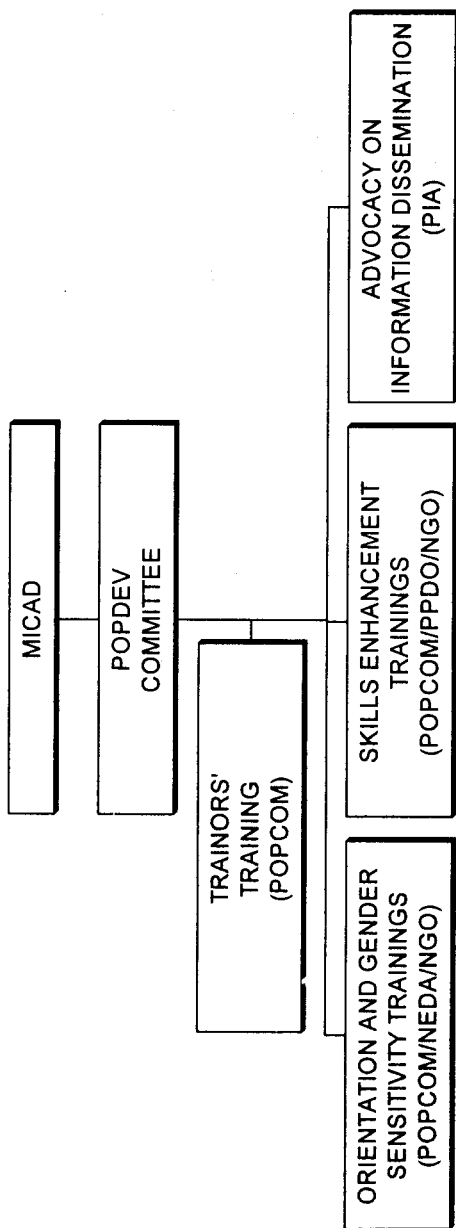 MICAD
POPDEV
COMMITTEE
TRAINORS'
TRAINING
(POPCOM)
ORIENTATION AND GENDER
SENSITIVITY TRAININGS
(POPCOM/NEDA/NGO)
SKILLS ENHANCEMENT
TRAININGS
(POPCOM/PPDO/NGO)
ADVOCACY ON
INFORMATION DISSEMINATION
(PIA)